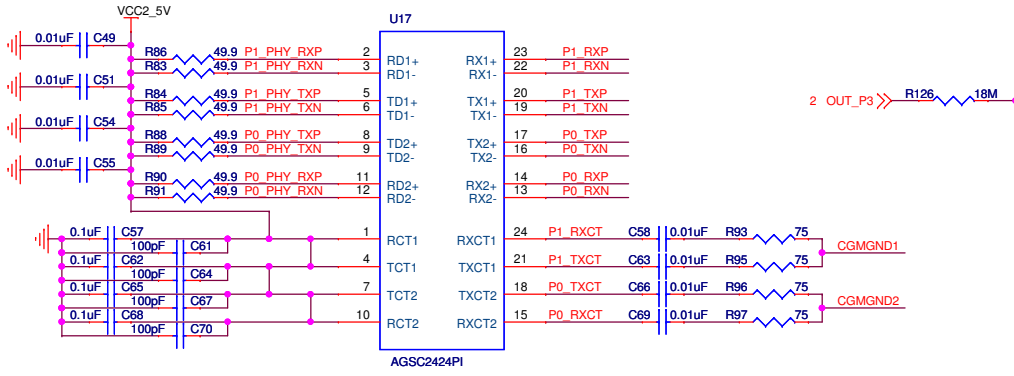 VCC2_5V
U17
0.01uF C49
R86 49.9 P1_PHY_RXP 2 RD1+ RX1+ 23 P1_RXP
R83 49.9 P1_PHY_RXN 3 RD1- RX1- 22 P1_RXN
0.01uF C51
R84 49.9 P1_PHY_TXP 5 TD1+ TX1+ 20 P1_TXP
2 OUT_P3 R126 18M
R85 49.9 P1_PHY_TXN 6 TD1- TX1- 19 P1_TXN
0.01uF C54
R88 49.9 P0_PHY_TXP 8 TD2+ TX2+ 17 P0_TXP
R89 49.9 P0_PHY_TXN 9 TD2- TX2- 16 P0_TXN
0.01uF C55
R90 49.9 P0_PHY_RXP 11 RD2+ RX2+ 14 P0_RXP
R91 49.9 P0_PHY_RXN 12 RD2- RX2- 13 P0_RXN
0.1uF C57 1 RCT1 RXCT1 24 P1_RXCT C58 0.01uF R93 75
100pF C61 CGMGND1
0.1uF C62 4 TCT1 TXCT1 21 P1_TXCT C63 0.01uF R95 75
100pF C64
0.1uF C65 7 TCT2 TXCT2 18 P0_TXCT C66 0.01uF R96 75
100pF C67 CGMGND2
0.1uF C68 10 RCT2 RXCT2 15 P0_RXCT C69 0.01uF R97 75
100pF C70
AGSC2424PI